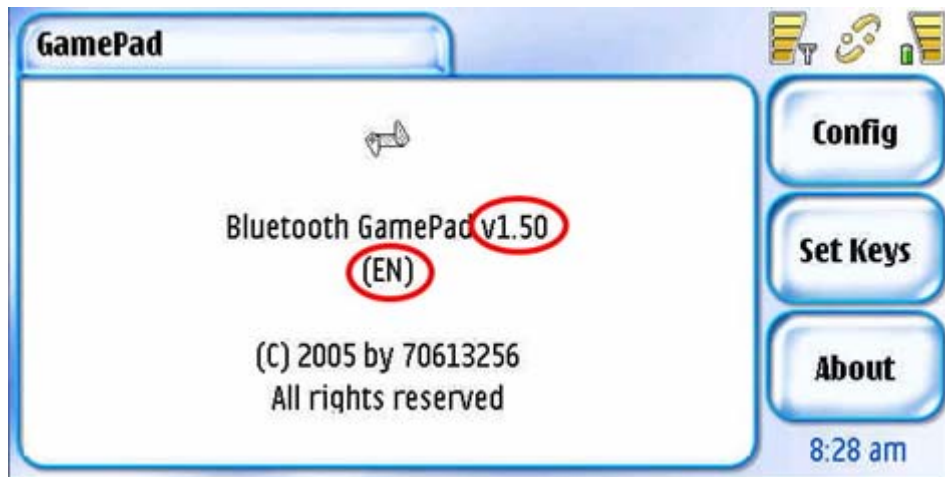 GamePad
Bluetooth GamePad v1.50
(EN)
(C) 2005 by 70613256
All rights reserved
Config
Set Keys
About
8:28 am